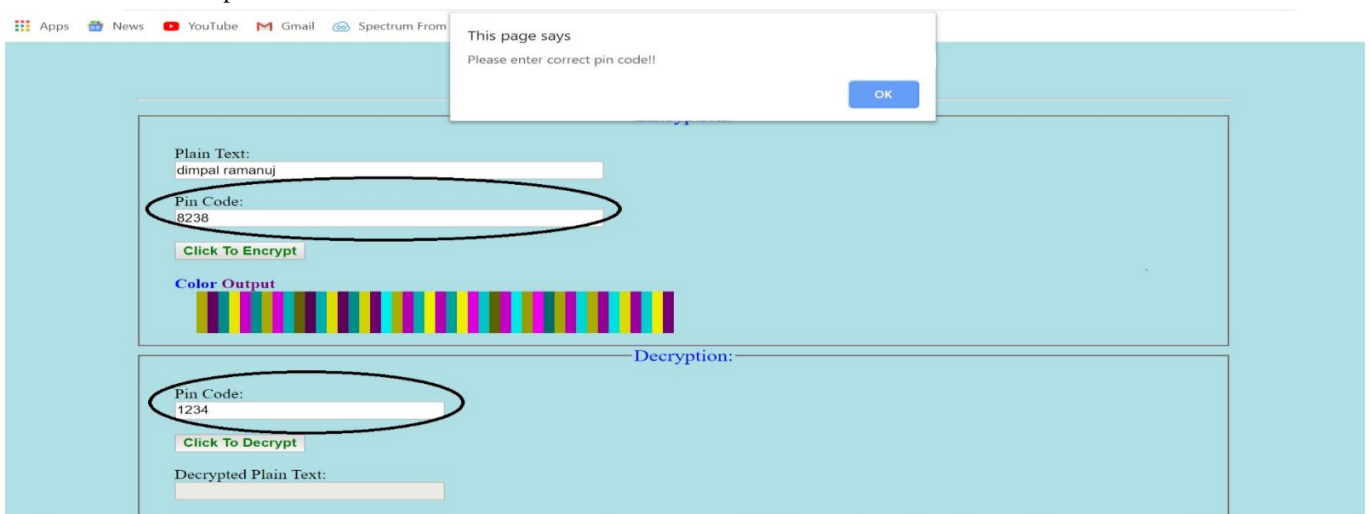 Apps News YouTube Gmail Spectrum From
This page says
Please enter correct pin code!!
OK
Plain Text:
dimpal ramanuj
Pin Code:
8238
Click To Encrypt
Color Output
Decryption:
Pin Code:
1234
Click To Decrypt
Decrypted Plain Text: